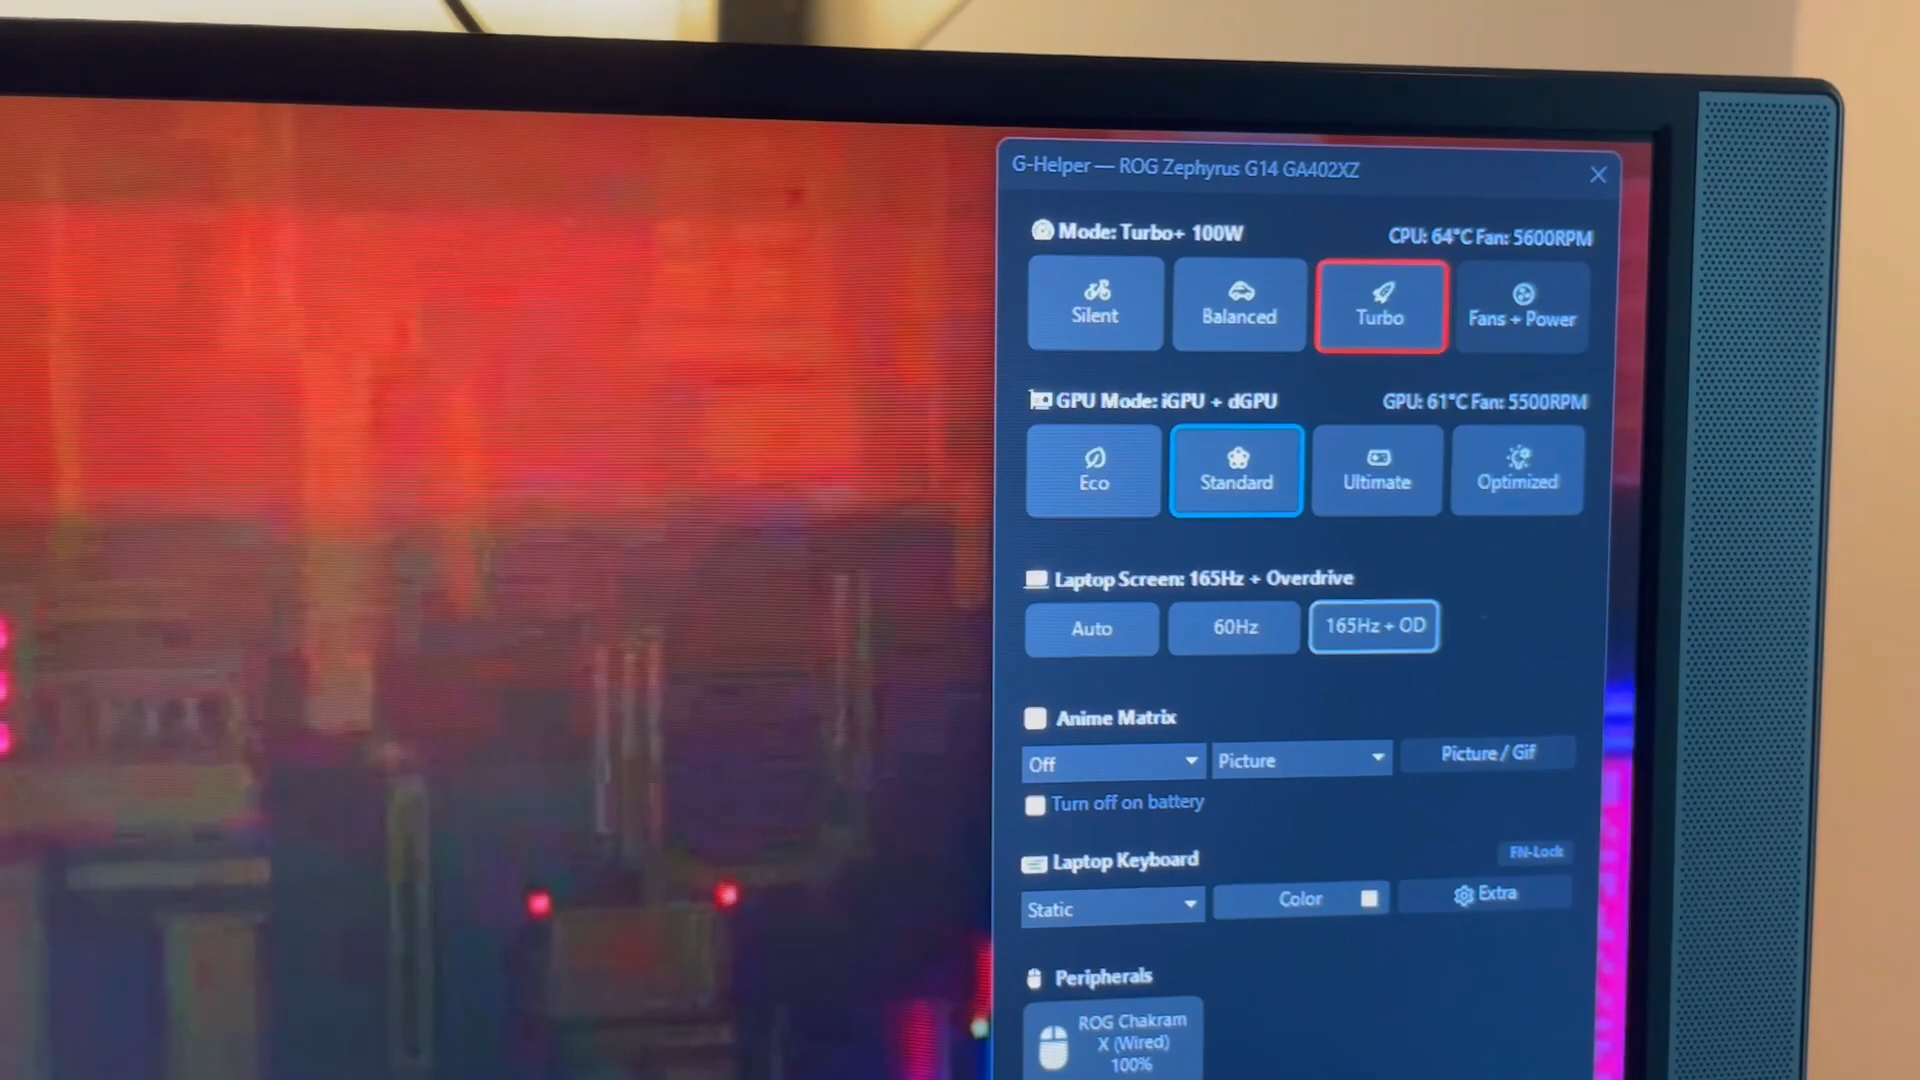 G-Helper — ROG Zephyrus G14 GA402XZ
Mode: Turbo+ 100W
CPU: 64°C Fan: 5600RPM
Silent
Balanced
Turbo
Fans + Power
GPU Mode: iGPU + dGPU
GPU: 61°C Fan: 5500RPM
Eco
Standard
Ultimate
Optimized
Laptop Screen: 165Hz + Overdrive
Auto
60Hz
165Hz + OD
Anime Matrix
Off
Picture
Picture / Gif
Turn off on battery
Laptop Keyboard
FN-Lock
Static
Color
Extra
Peripherals
ROG Chakram
X (Wired)
100%